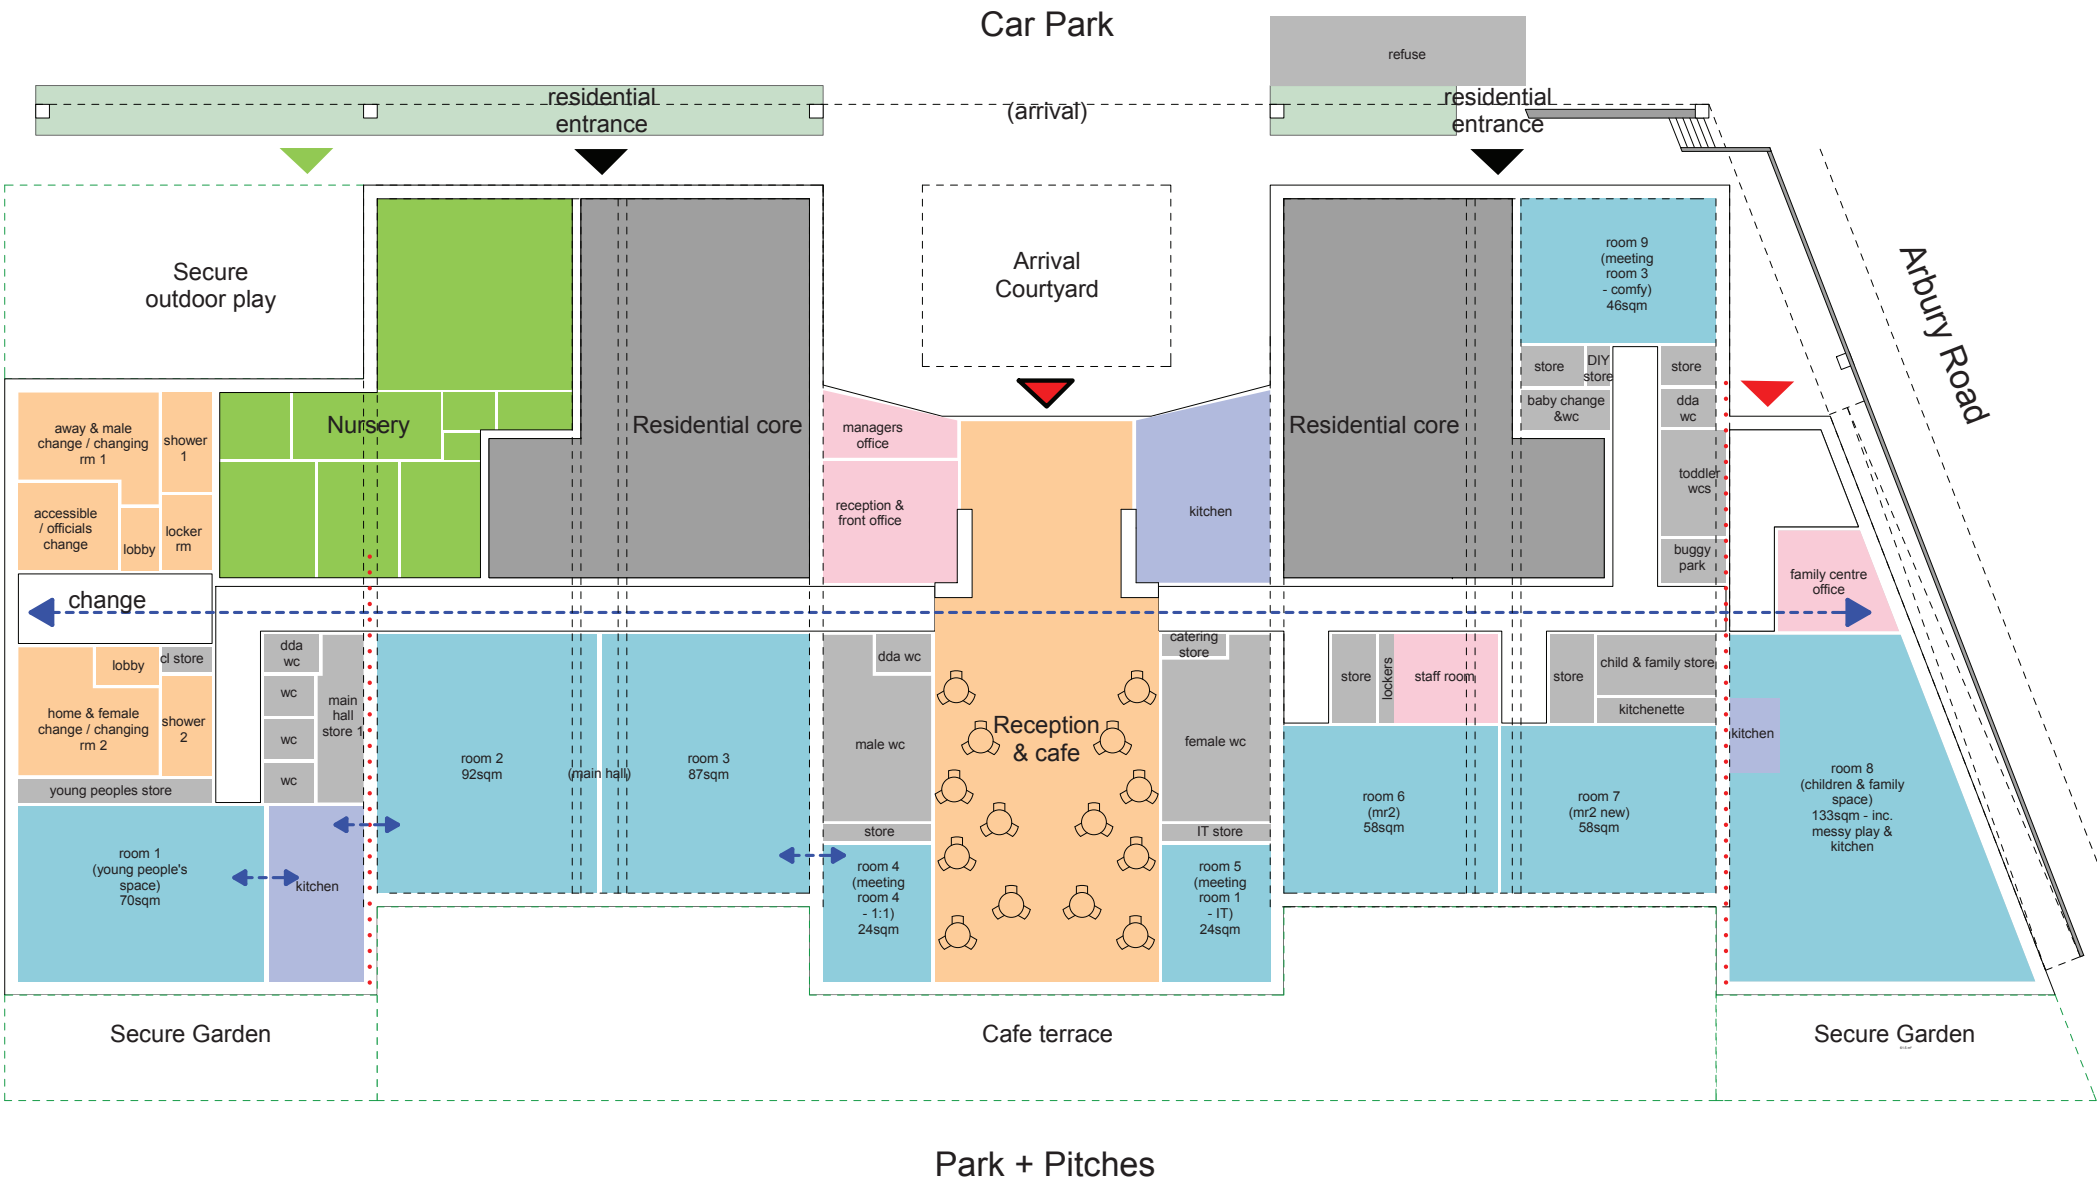 Car Park
refuse
residential
entrance
(arrival)
residential
entrance
Secure
outdoor play
Arrival
Courtyard
room 9
(meeting
room 3
- comfy)
46sqm
Arbury Road
store
DIY
store
store
baby change
&wc
dda
wc
away & male
change / changing
rm 1
shower
1
Nursery
Residential core
managers
office
Residential core
toddler
wcs
accessible
/ officials
change
lobby
locker
rm
reception &
front office
kitchen
buggy
park
family centre
office
change
dda
wc
lobby
cl store
wc
main
hall
store 1
home & female
change / changing
rm 2
shower
2
wc
wc
young peoples store
room 2
92sqm
(main hall)
room 3
87sqm
dda wc
male wc
store
Reception
& cafe
catering
store
female wc
IT store
store
lockers
staff room
store
child & family store
kitchenette
kitchen
room 1
(young people's
space)
70sqm
kitchen
room 4
(meeting
room 4
- 1:1)
24sqm
room 5
(meeting
room 1
- IT)
24sqm
room 6
(mr2)
58sqm
room 7
(mr2 new)
58sqm
room 8
(children & family
space)
133sqm - inc.
messy play &
kitchen
Secure Garden
Cafe terrace
Secure Garden
Park + Pitches